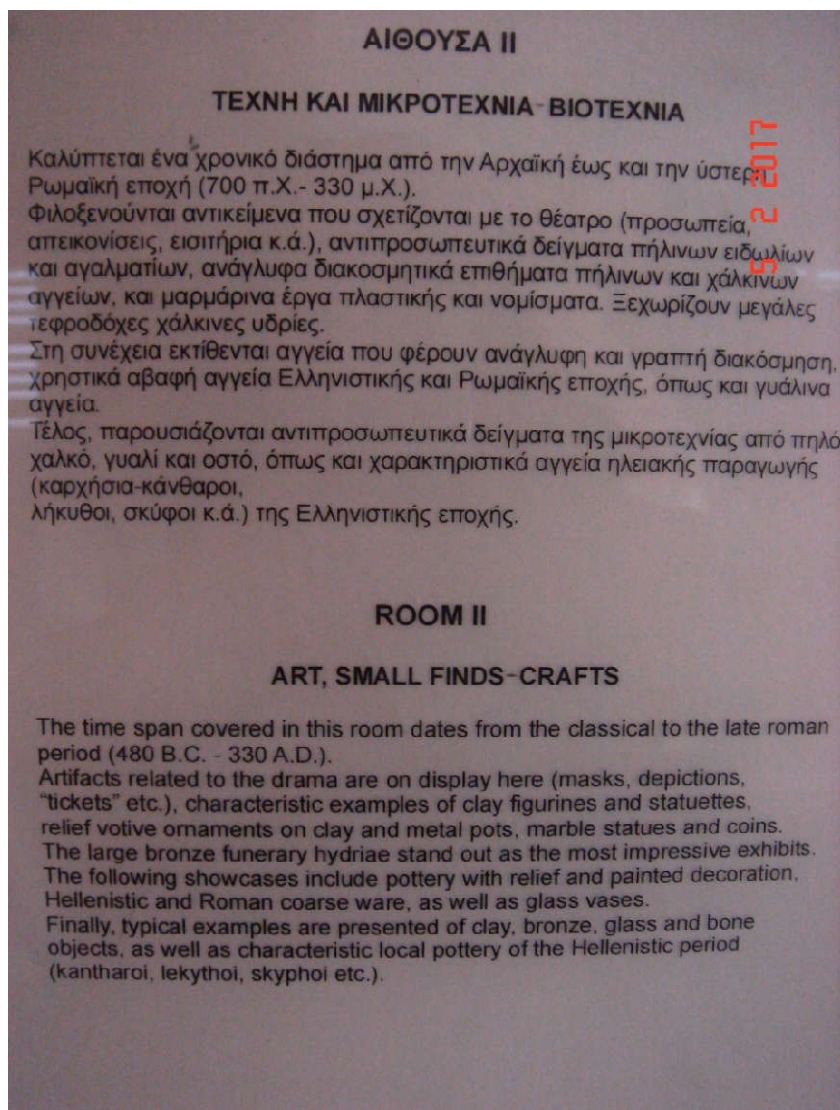 ΑΙΘΟΥΣΑ ΙΙ
ΤΕΧΝΗ ΚΑΙ ΜΙΚΡΟΤΕΧΝΙΑ-ΒΙΟΤΕΧΝΙΑ
Καλύπτεται ένα χρονικό διάστημα από την Αρχαϊκή έως και την ύστερη
Ρωμαϊκή εποχή (700 π.Χ.- 330 μ.Χ.).
Φιλοξενούνται αντικείμενα που σχετίζονται με το θέατρο (προσωπεία,
απεικονίσεις, εισιτήρια κ.ά.), αντιπροσωπευτικά δείγματα πήλινων ειδωλίων
και αγαλματίων, ανάγλυφα διακοσμητικά επιθήματα πήλινων και χάλκινων
αγγείων, και μαρμάρινα έργα πλαστικής και νομίσματα. Ξεχωρίζουν μεγάλες
τεφροδόχες χάλκινες υδρίες.
Στη συνέχεια εκτίθενται αγγεία που φέρουν ανάγλυφη και γραπτή διακόσμηση,
χρηστικά αβαφή αγγεία Ελληνιστικής και Ρωμαϊκής εποχής, όπως και γυάλινα
αγγεία.
Τέλος, παρουσιάζονται αντιπροσωπευτικά δείγματα της μικροτεχνίας από πηλό
χαλκό, γυαλί και οστό, όπως και χαρακτηριστικά αγγεία ηλειακής παραγωγής
(καρχήσια-κάνθαροι,
λήκυθοι, σκύφοι κ.ά.) της Ελληνιστικής εποχής.
ROOM II
ART, SMALL FINDS-CRAFTS
The time span covered in this room dates from the classical to the late roman
period (480 B.C. - 330 A.D.).
Artifacts related to the drama are on display here (masks, depictions,
"tickets" etc.), characteristic examples of clay figurines and statuettes,
relief votive ornaments on clay and metal pots, marble statues and coins.
The large bronze funerary hydriae stand out as the most impressive exhibits.
The following showcases include pottery with relief and painted decoration,
Hellenistic and Roman coarse ware, as well as glass vases.
Finally, typical examples are presented of clay, bronze, glass and bone
objects, as well as characteristic local pottery of the Hellenistic period
(kantharoi, lekythoi, skyphoi etc.).
5 2 2017